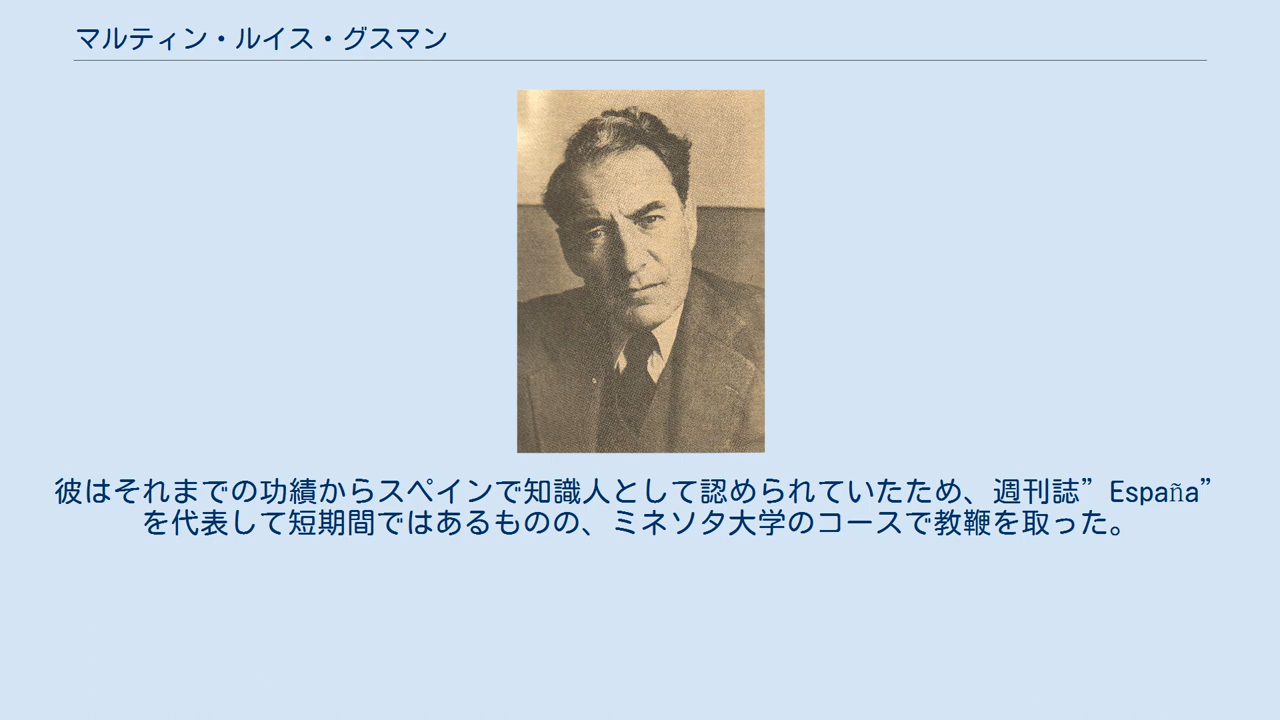 マルティン・ルイス・グスマン
彼はそれまでの功績からスペインで知識人として認められていたため、週刊誌”España”
を代表して短期間ではあるものの、ミネソタ大学のコースで教鞭を取った。